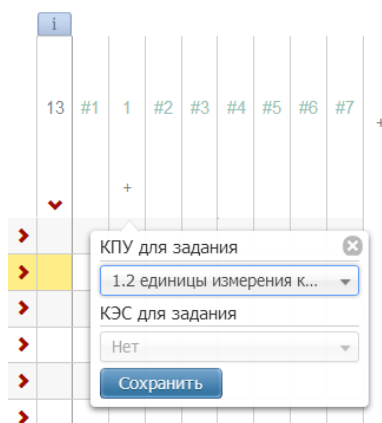 i
13 #1 1 #2 #3 #4 #5 #6 #7 +
+
КПУ для задания
1.2 единицы измерения к...
КЭС для задания
Нет
Сохранить